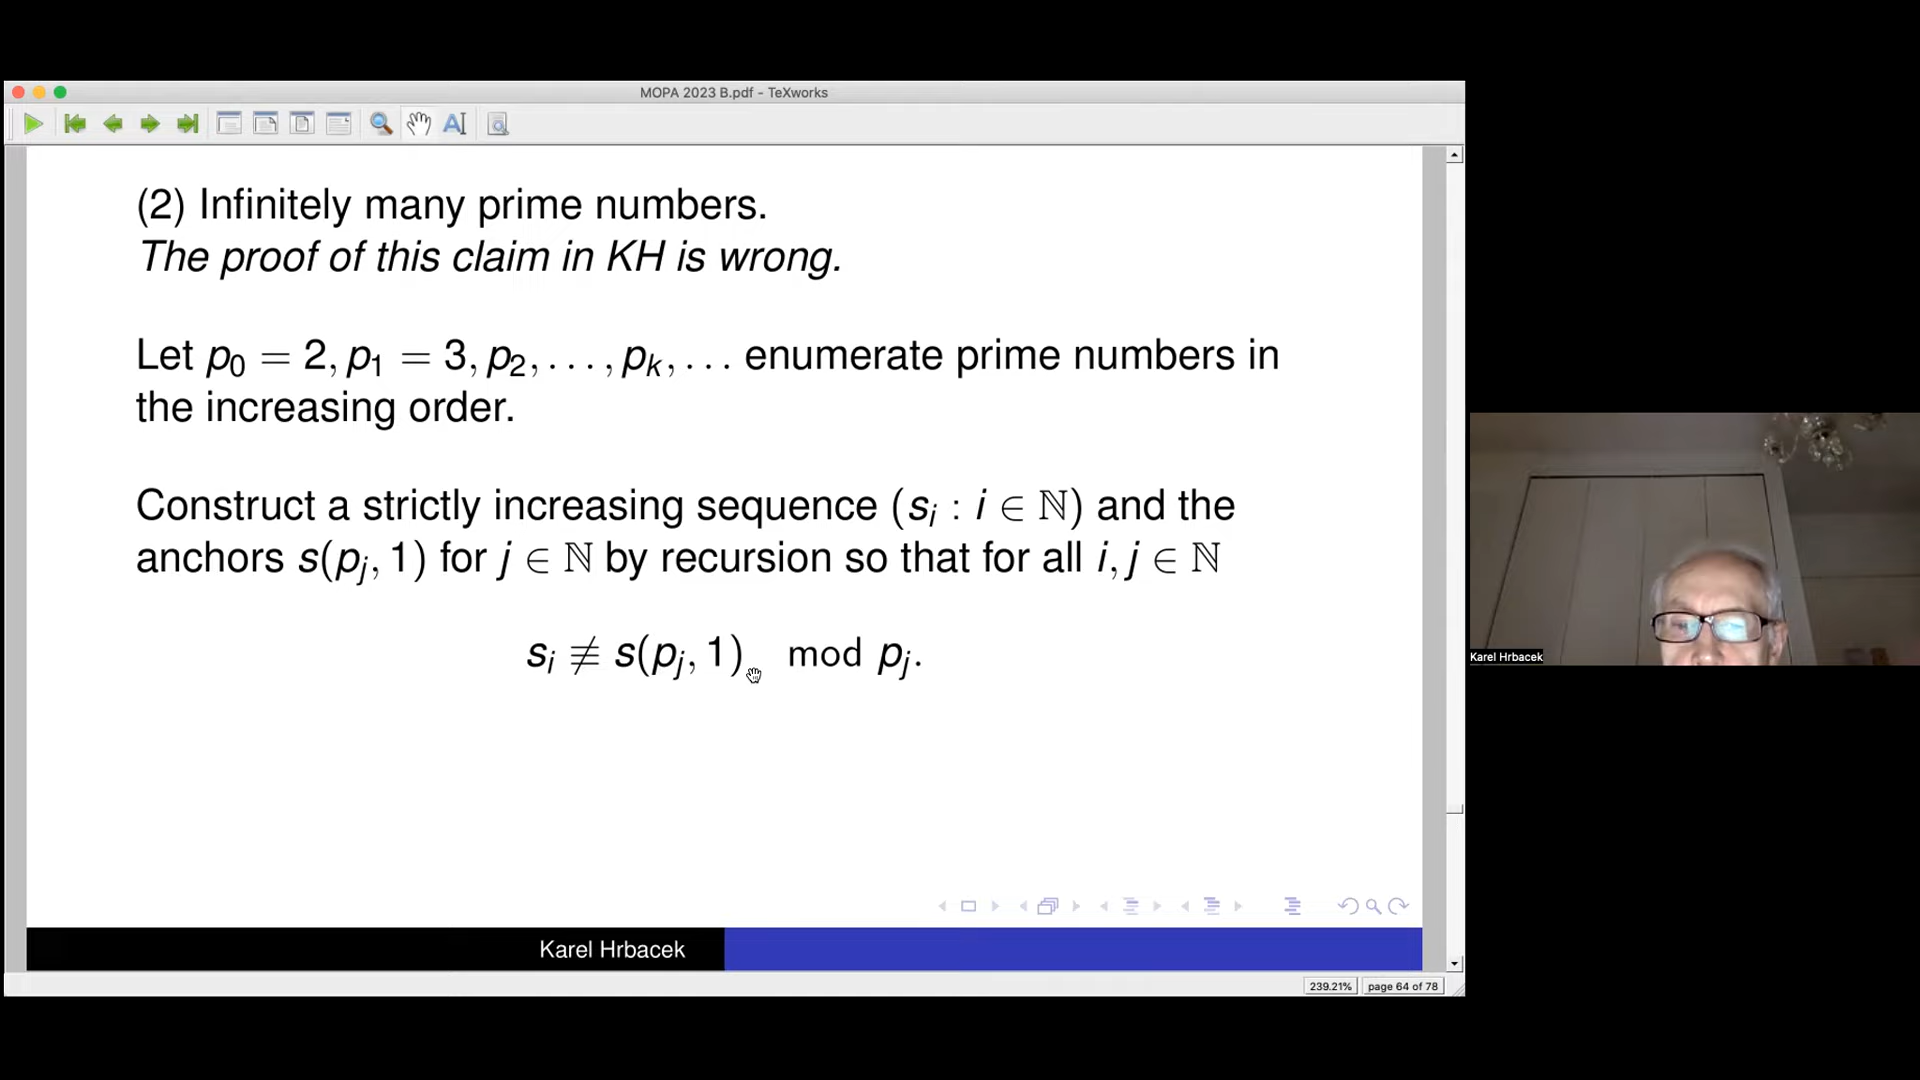 MOPA 2023 B.pdf - TeXworks
(2) Infinitely many prime numbers.
The proof of this claim in KH is wrong.
Let p₀ = 2, p₁ = 3, p₂, . . . , pₖ, . . . enumerate prime numbers in
the increasing order.
Construct a strictly increasing sequence (sᵢ : i ∈ ℕ) and the
anchors s(pⱼ, 1) for j ∈ ℕ by recursion so that for all i, j ∈ ℕ
sᵢ ≢ s(pⱼ, 1) mod pⱼ.
Karel Hrbacek
239.21% page 64 of 78
Karel Hrbacek